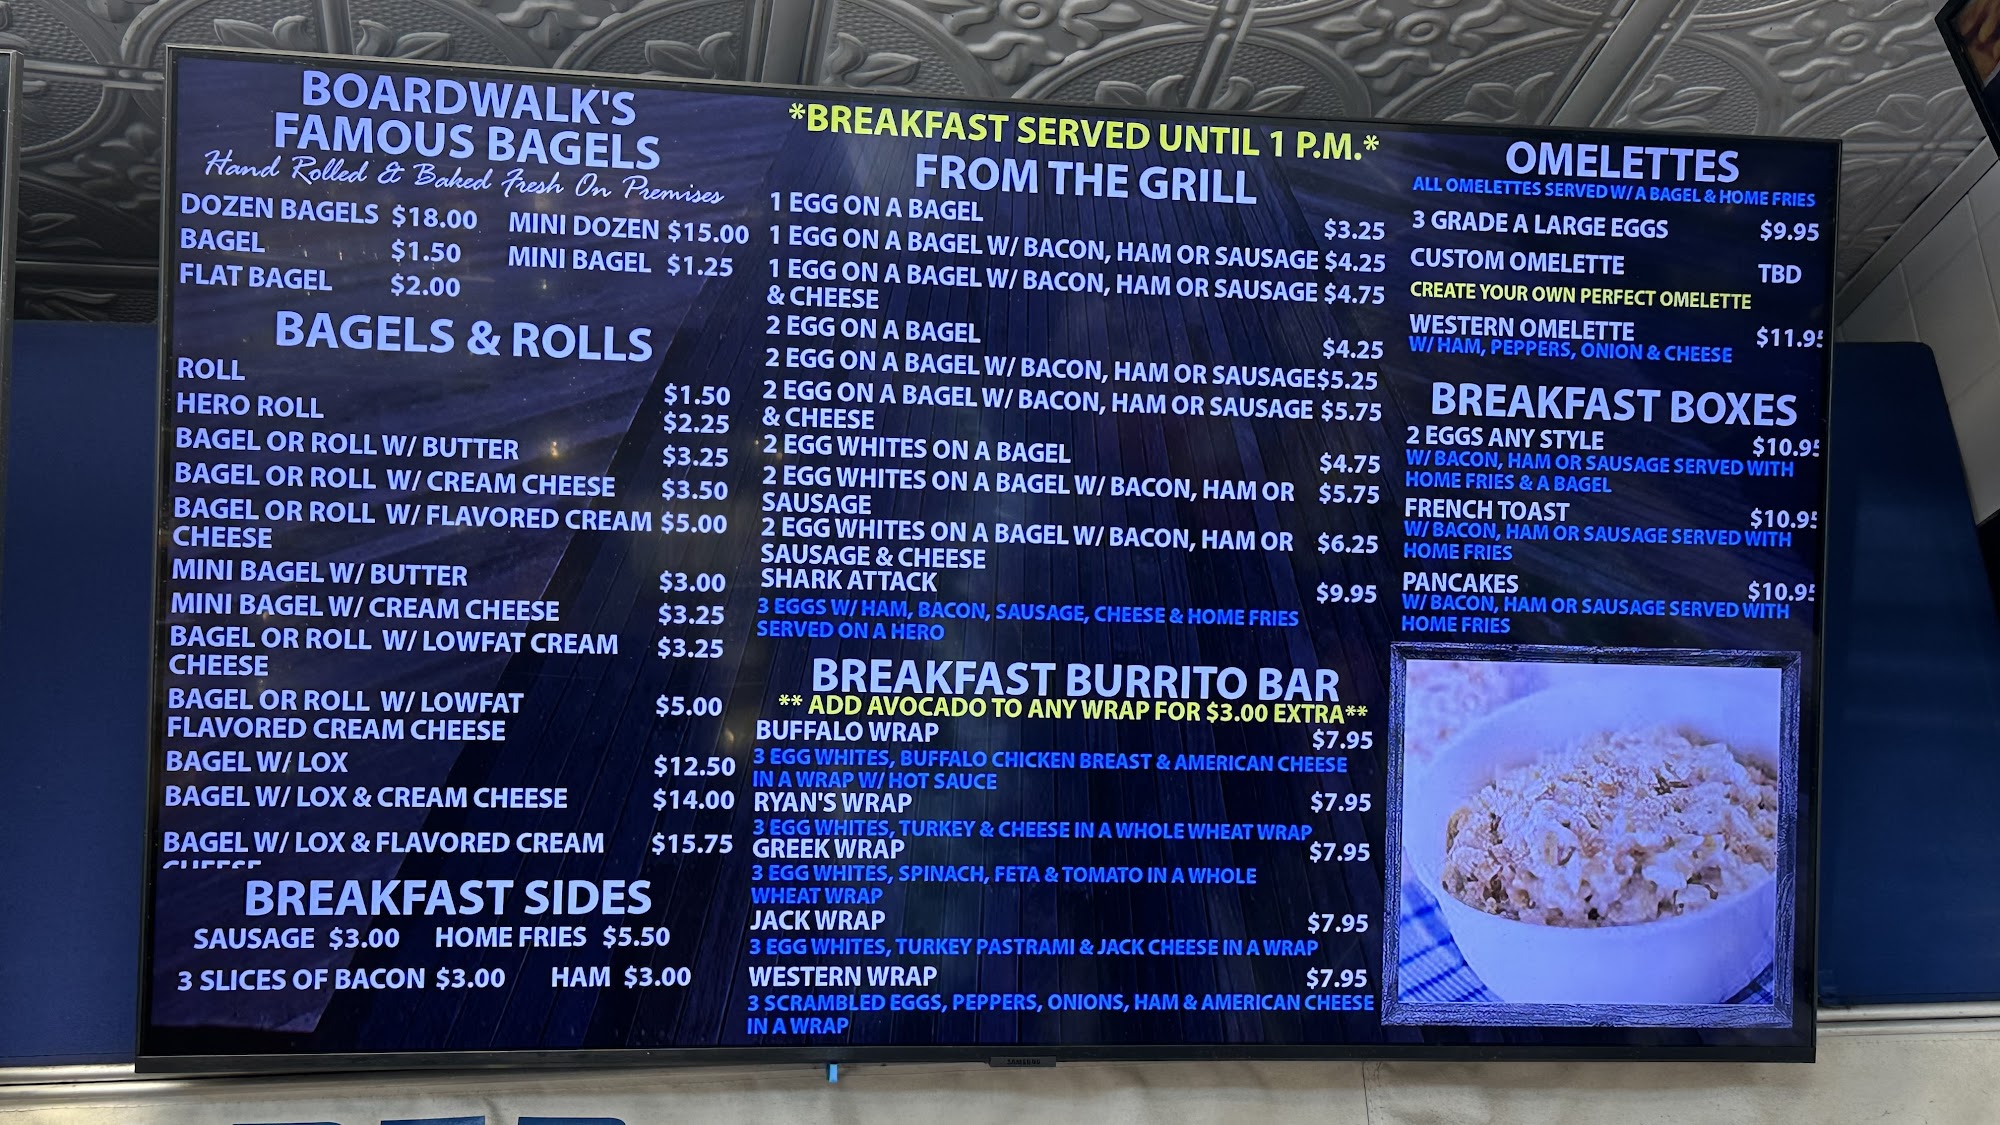 BOARDWALK'S
FAMOUS BAGELS
Hand Rolled & Baked Fresh On Premises
DOZEN BAGELS $18.00 MINI DOZEN $15.00
BAGEL $1.50 MINI BAGEL $1.25
FLAT BAGEL $2.00
BAGELS & ROLLS
ROLL $1.50
HERO ROLL $2.25
BAGEL OR ROLL W/ BUTTER $3.25
BAGEL OR ROLL W/ CREAM CHEESE $3.50
BAGEL OR ROLL W/ FLAVORED CREAM $5.00
CHEESE
MINI BAGEL W/ BUTTER $3.00
MINI BAGEL W/ CREAM CHEESE $3.25
BAGEL OR ROLL W/ LOWFAT CREAM $3.25
CHEESE
BAGEL OR ROLL W/ LOWFAT $5.00
FLAVORED CREAM CHEESE
BAGEL W/ LOX $12.50
BAGEL W/ LOX & CREAM CHEESE $14.00
BAGEL W/ LOX & FLAVORED CREAM $15.75
CHEESE
BREAKFAST SIDES
SAUSAGE $3.00 HOME FRIES $5.50
3 SLICES OF BACON $3.00 HAM $3.00
*BREAKFAST SERVED UNTIL 1 P.M.*
FROM THE GRILL
1 EGG ON A BAGEL $3.25
1 EGG ON A BAGEL W/ BACON, HAM OR SAUSAGE $4.25
1 EGG ON A BAGEL W/ BACON, HAM OR SAUSAGE $4.75
& CHEESE
2 EGG ON A BAGEL $4.25
2 EGG ON A BAGEL W/ BACON, HAM OR SAUSAGE $5.25
2 EGG ON A BAGEL W/ BACON, HAM OR SAUSAGE $5.75
& CHEESE
2 EGG WHITES ON A BAGEL $4.75
2 EGG WHITES ON A BAGEL W/ BACON, HAM OR $5.75
SAUSAGE
2 EGG WHITES ON A BAGEL W/ BACON, HAM OR $6.25
SAUSAGE & CHEESE
SHARK ATTACK $9.95
3 EGGS W/ HAM, BACON, SAUSAGE, CHEESE & HOME FRIES
SERVED ON A HERO
BREAKFAST BURRITO BAR
** ADD AVOCADO TO ANY WRAP FOR $3.00 EXTRA**
BUFFALO WRAP $7.95
3 EGG WHITES, BUFFALO CHICKEN BREAST & AMERICAN CHEESE
IN A WRAP W/ HOT SAUCE
RYAN'S WRAP $7.95
3 EGG WHITES, TURKEY & CHEESE IN A WHOLE WHEAT WRAP
GREEK WRAP $7.95
3 EGG WHITES, SPINACH, FETA & TOMATO IN A WHOLE
WHEAT WRAP
JACK WRAP $7.95
3 EGG WHITES, TURKEY PASTRAMI & JACK CHEESE IN A WRAP
WESTERN WRAP $7.95
3 SCRAMBLED EGGS, PEPPERS, ONIONS, HAM & AMERICAN CHEESE
IN A WRAP
OMELETTES
ALL OMELETTES SERVED W/ A BAGEL & HOME FRIES
3 GRADE A LARGE EGGS $9.95
CUSTOM OMELETTE TBD
CREATE YOUR OWN PERFECT OMELETTE
WESTERN OMELETTE $11.95
W/ HAM, PEPPERS, ONION & CHEESE
BREAKFAST BOXES
2 EGGS ANY STYLE $10.95
W/ BACON, HAM OR SAUSAGE SERVED WITH
HOME FRIES & A BAGEL
FRENCH TOAST $10.95
W/ BACON, HAM OR SAUSAGE SERVED WITH
HOME FRIES
PANCAKES $10.95
W/ BACON, HAM OR SAUSAGE SERVED WITH
HOME FRIES
SAMSUNG